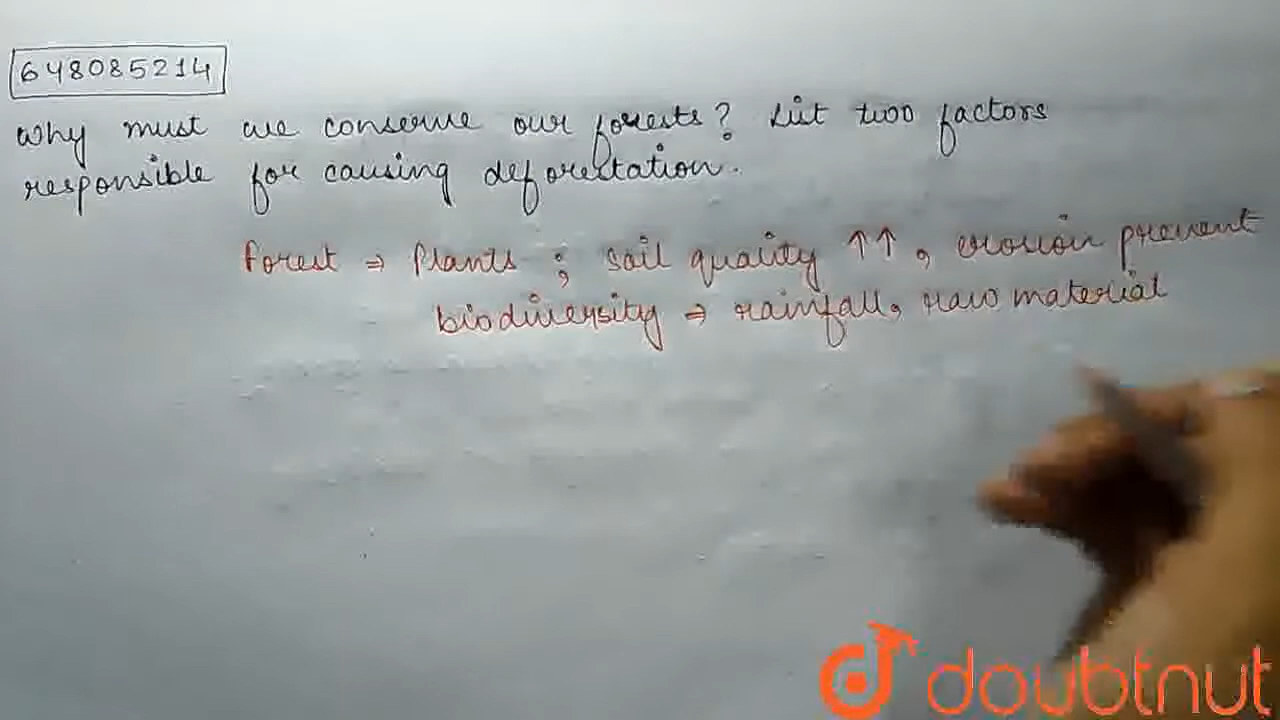 648085214
Why must we conserve our forests? List two factors
responsible for causing deforestation.
Forest ⇒ Plants ; Soil quality ↑↑, erosion prevent
biodiversity ⇒ rainfall, raw material
doubtnut